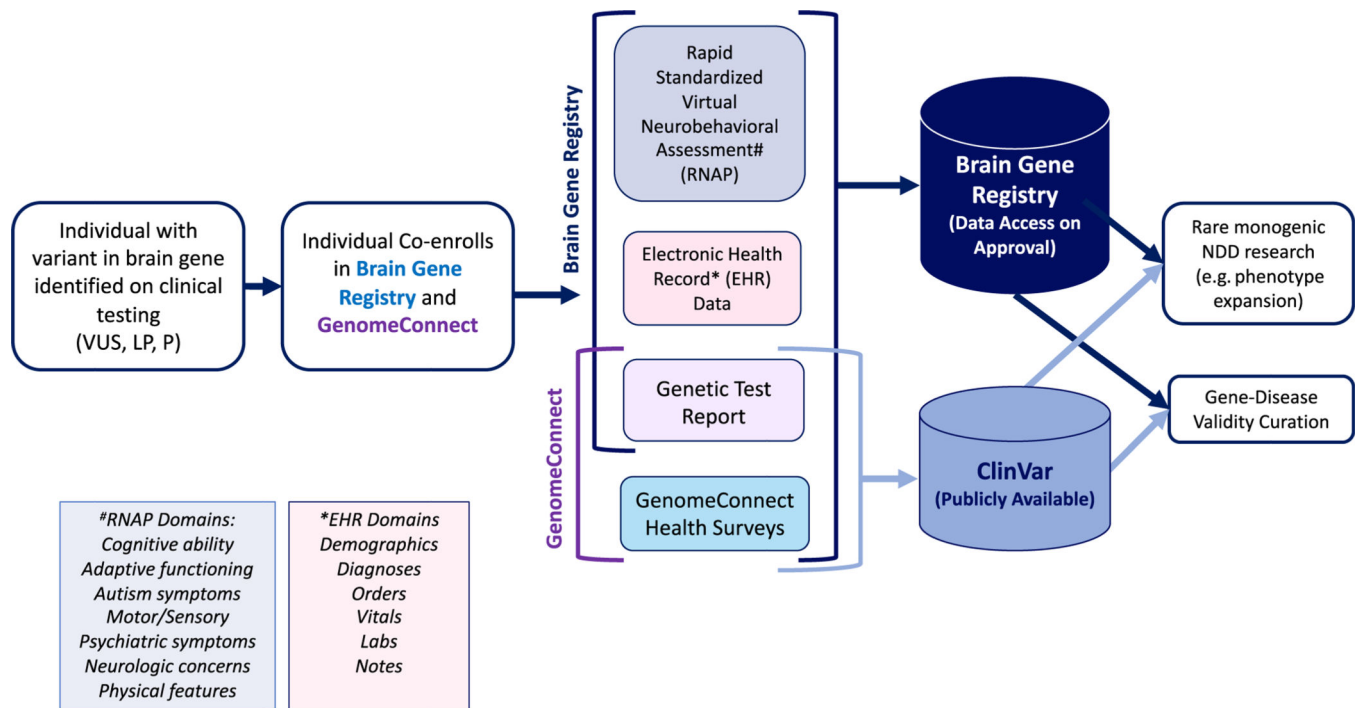 Individual with
variant in brain gene
identified on clinical
testing
(VUS, LP, P)
Individual Co-enrolls
in Brain Gene
Registry and
GenomeConnect
Brain Gene Registry
Rapid
Standardized
Virtual
Neurobehavioral
Assessment#
(RNAP)
Electronic Health
Record* (EHR)
Data
GenomeConnect
Genetic Test
Report
GenomeConnect
Health Surveys
Brain Gene
Registry
(Data Access on
Approval)
ClinVar
(Publicly Available)
Rare monogenic
NDD research
(e.g. phenotype
expansion)
Gene-Disease
Validity Curation
#RNAP Domains:
Cognitive ability
Adaptive functioning
Autism symptoms
Motor/Sensory
Psychiatric symptoms
Neurologic concerns
Physical features
*EHR Domains
Demographics
Diagnoses
Orders
Vitals
Labs
Notes